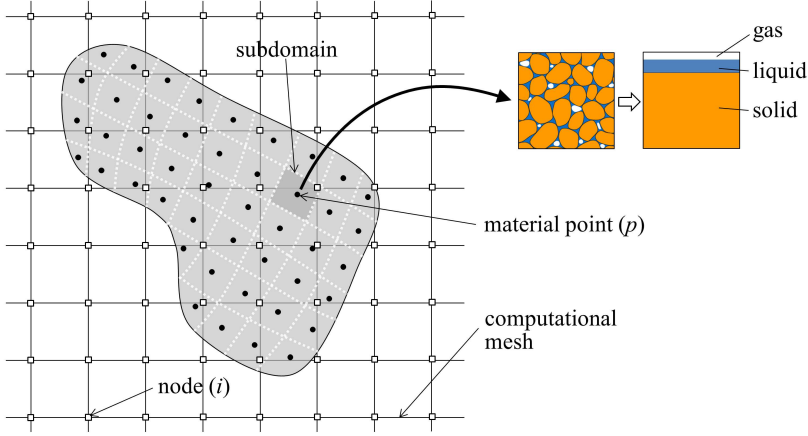 gas
subdomain
liquid
solid
material point (p)
computational
mesh
node (i)